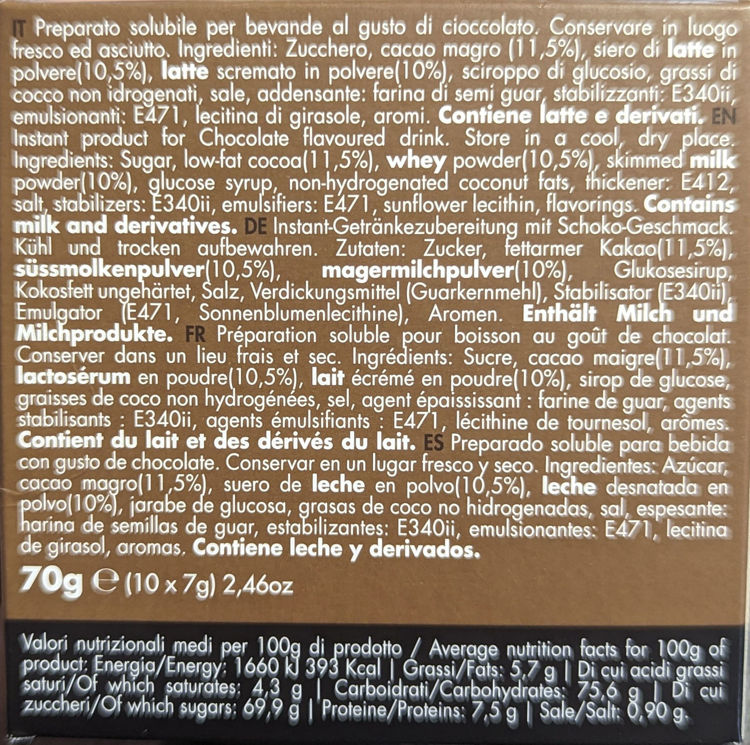 IT Preparato solubile per bevande al gusto di cioccolato. Conservare in luogo
fresco ed asciutto. Ingredienti: Zucchero, cacao magro (11,5%), siero di latte in
polvere(10,5%), latte scremato in polvere(10%), sciroppo di glucosio, grassi di
cocco non idrogenati, sale, addensante: farina di semi guar, stabilizzanti: E340ii,
emulsionanti: E471, lecitina di girasole, aromi. Contiene latte e derivati. EN
Instant product for Chocolate flavoured drink. Store in a cool, dry place.
Ingredients: Sugar, low-fat cocoa(11,5%), whey powder(10,5%), skimmed milk
powder(10%), glucose syrup, non-hydrogenated coconut fats, thickener: E412,
salt, stabilizers: E340ii, emulsifiers: E471, sunflower lecithin, flavorings. Contains
milk and derivatives. DE Instant-Getränkezubereitung mit Schoko-Geschmack.
Kühl und trocken aufbewahren. Zutaten: Zucker, fettarmer Kakao(11,5%),
süssmolkenpulver(10,5%), magermilchpulver(10%), Glukosesirup,
Kokosfett ungehärtet, Salz, Verdickungsmittel (Guarkernmehl), Stabilisator (E340ii),
Emulgator (E471, Sonnenblumenlecithine), Aromen. Enthält Milch und
Milchprodukte. FR Préparation soluble pour boisson au goût de chocolat.
Conserver dans un lieu frais et sec. Ingrédients: Sucre, cacao maigre(11,5%),
lactosérum en poudre(10,5%), lait écrémé en poudre(10%), sirop de glucose,
graisses de coco non hydrogénées, sel, agent épaississant : farine de guar, agents
stabilisants : E340ii, agents émulsifiants : E471, lécithine de tournesol, arômes.
Contient du lait et des dérivés du lait. ES Preparado soluble para bebida
con gusto de chocolate. Conservar en un lugar fresco y seco. Ingredientes: Azúcar,
cacao magro(11,5%), suero de leche en polvo(10,5%), leche desnatada en
polvo(10%), jarabe de glucosa, grasas de coco no hidrogenadas, sal, espesante:
harina de semillas de guar, estabilizantes: E340ii, emulsionantes: E471, lecitina
de girasol, aromas. Contiene leche y derivados.
70g ℮ (10 x 7g) 2,46oz
Valori nutrizionali medi per 100g di prodotto / Average nutrition facts for 100g of
product: Energia/Energy: 1660 kJ 393 Kcal | Grassi/Fats: 5,7 g | Di cui acidi grassi
saturi/Of which saturates: 4,3 g | Carboidrati/Carbohydrates: 75,6 g | Di cui
zuccheri/Of which sugars: 69,9 g | Proteine/Proteins: 7,5 g | Sale/Salt: 0,90 g.